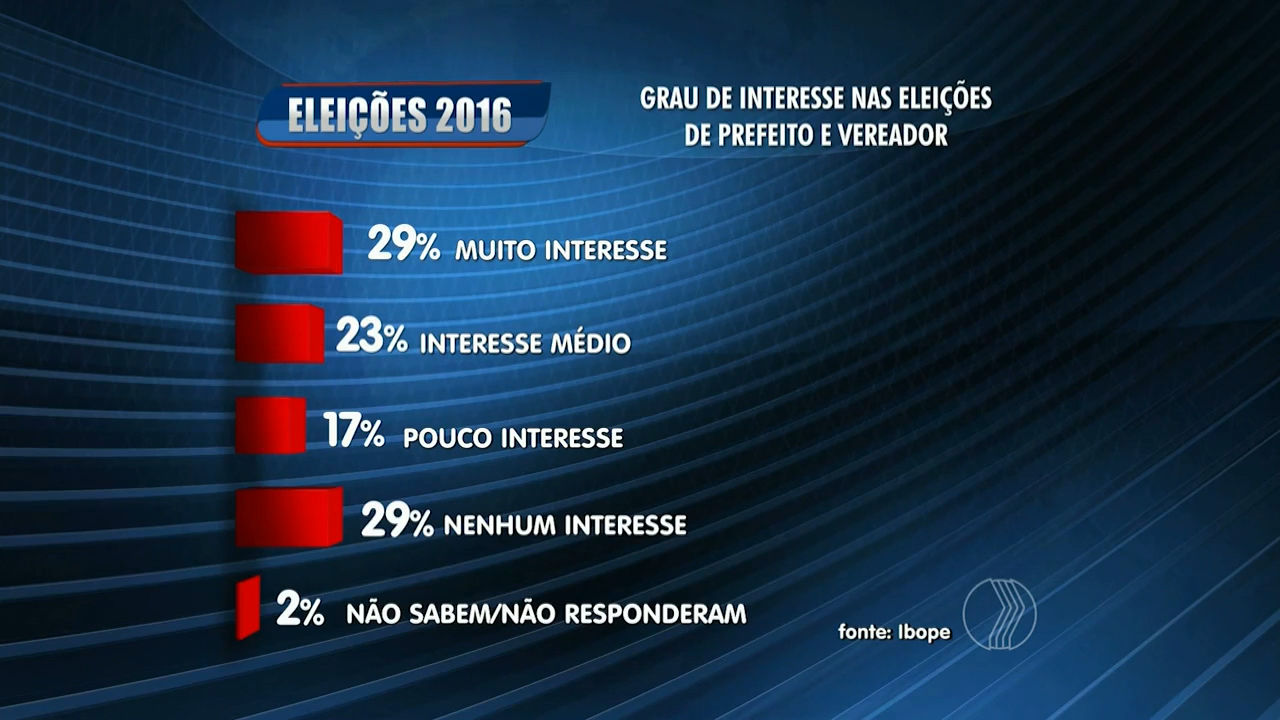 ELEIÇÕES 2016
GRAU DE INTERESSE NAS ELEIÇÕES
DE PREFEITO E VEREADOR
29% MUITO INTERESSE
23% INTERESSE MÉDIO
17% POUCO INTERESSE
29% NENHUM INTERESSE
2% NÃO SABEM/NÃO RESPONDERAM
fonte: Ibope